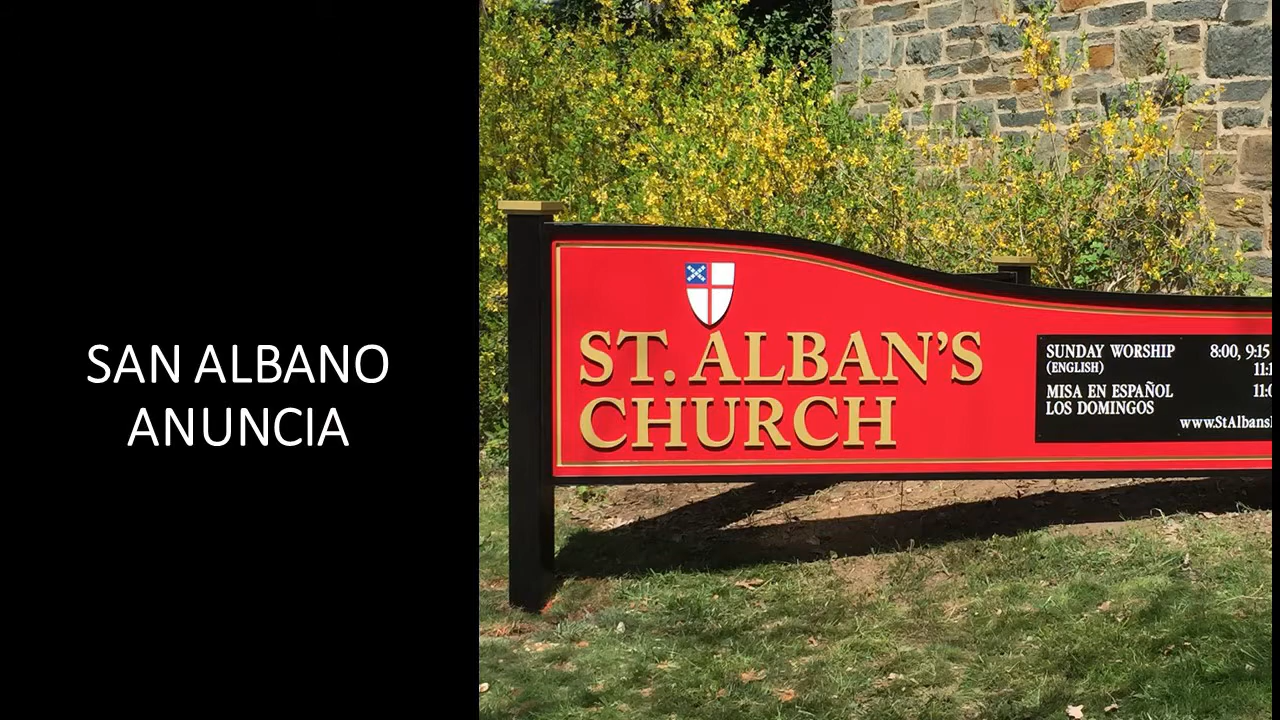 SAN ALBANO
ANUNCIA
ST. ALBAN'S
CHURCH
SUNDAY WORSHIP 8:00, 9:15
(ENGLISH)
MISA EN ESPAÑOL
LOS DOMINGOS